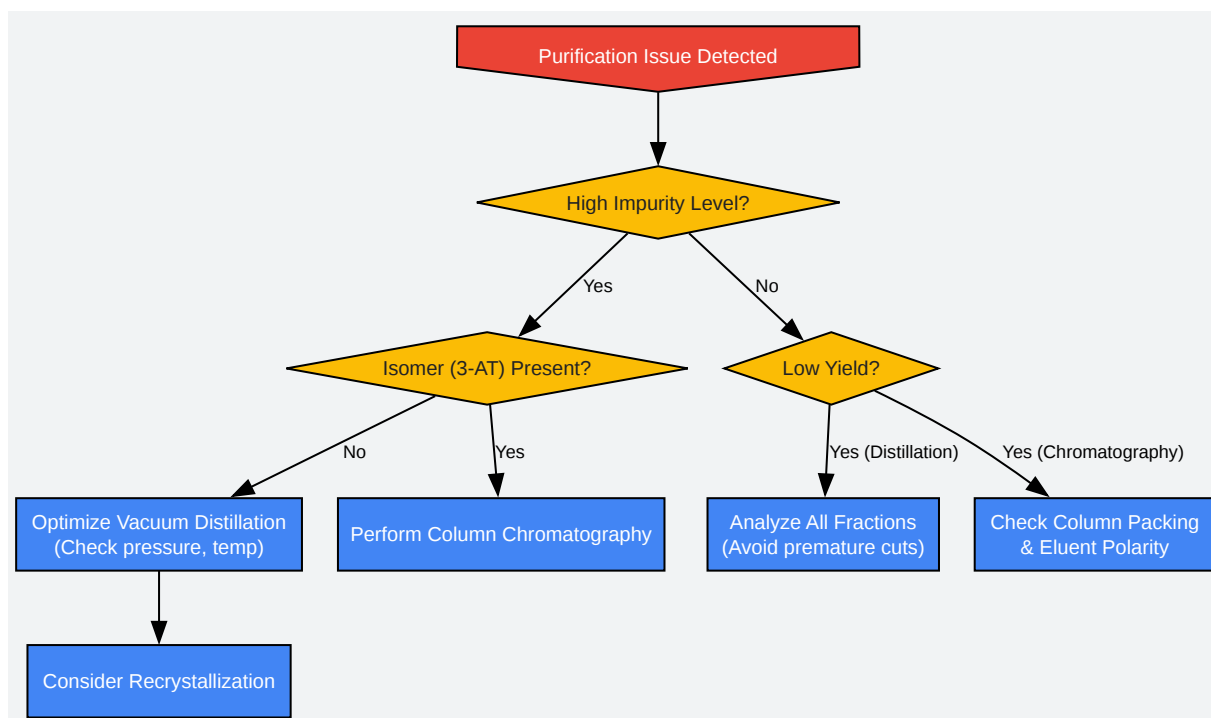 Purification Issue Detected
High Impurity Level?
Yes
No
Isomer (3-AT) Present?
Low Yield?
No
Yes
Yes (Distillation)
Yes (Chromatography)
Optimize Vacuum Distillation
(Check pressure, temp)
Perform Column Chromatography
Analyze All Fractions
(Avoid premature cuts)
Check Column Packing
& Eluent Polarity
Consider Recrystallization